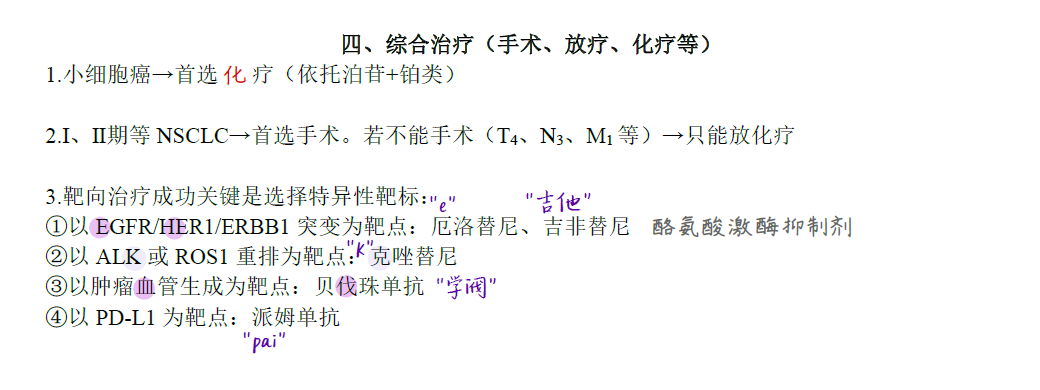 四、综合治疗（手术、放疗、化疗等）
1.小细胞癌→首选 化 疗（依托泊苷+铂类）
2.I、II期等 NSCLC→首选手术。若不能手术（T4、N3、M1 等）→只能放化疗
3.靶向治疗成功关键是选择特异性靶标：
"e" "吉他"
①以 EGFR/HER1/ERBB1 突变为靶点：厄洛替尼、吉非替尼 酪氨酸激酶抑制剂
②以 ALK 或 ROS1 重排为靶点："K" 克唑替尼
③以肿瘤血管生成为靶点：贝伐珠单抗 "学阀"
④以 PD-L1 为靶点：派姆单抗
"pai"